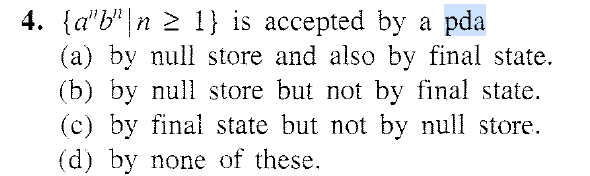 4. {aⁿbⁿ|n ≥ 1} is accepted by a pda
(a) by null store and also by final state.
(b) by null store but not by final state.
(c) by final state but not by null store.
(d) by none of these.